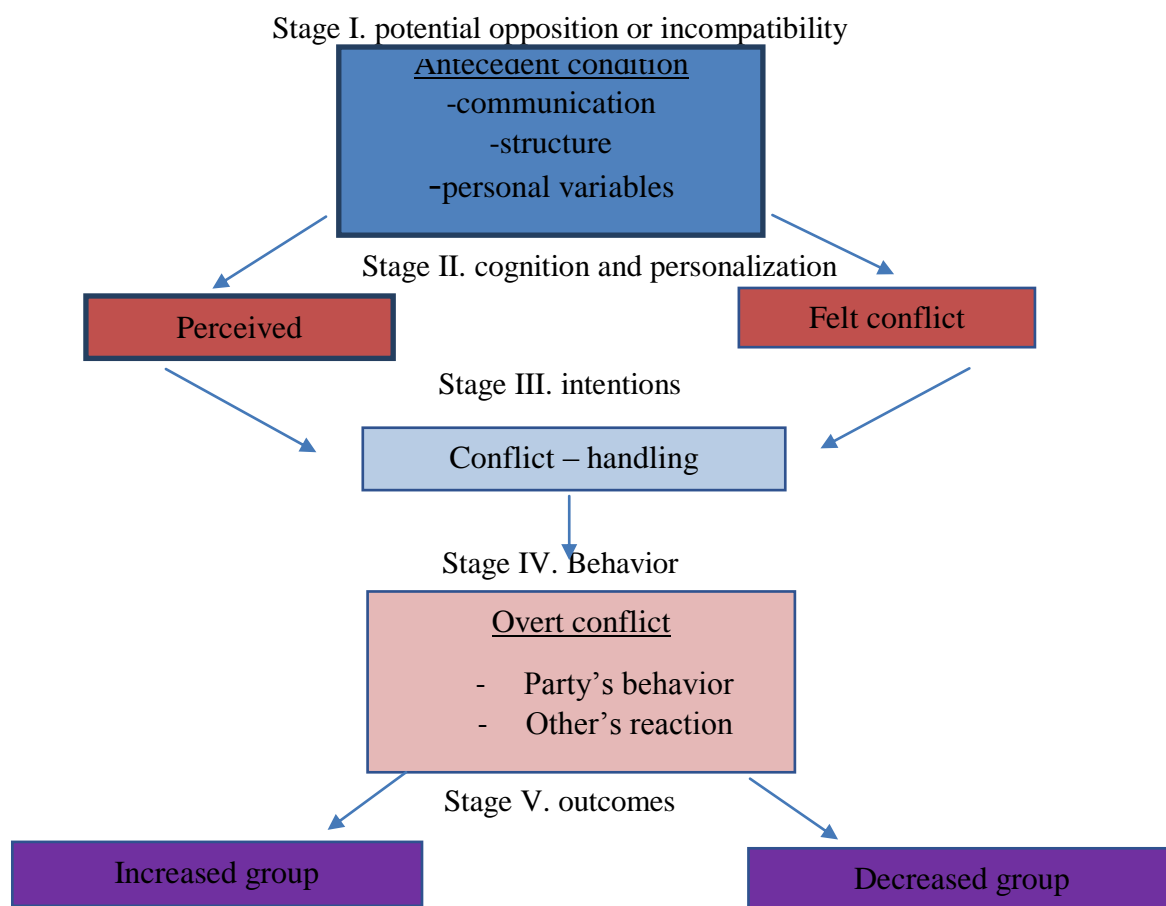 Stage I. potential opposition or incompatibility
Antecedent condition
-communication
-structure
-personal variables
Stage II. cognition and personalization
Perceived
Felt conflict
Stage III. intentions
Conflict – handling
Stage IV. Behavior
Overt conflict
- Party’s behavior
- Other’s reaction
Stage V. outcomes
Increased group
Decreased group